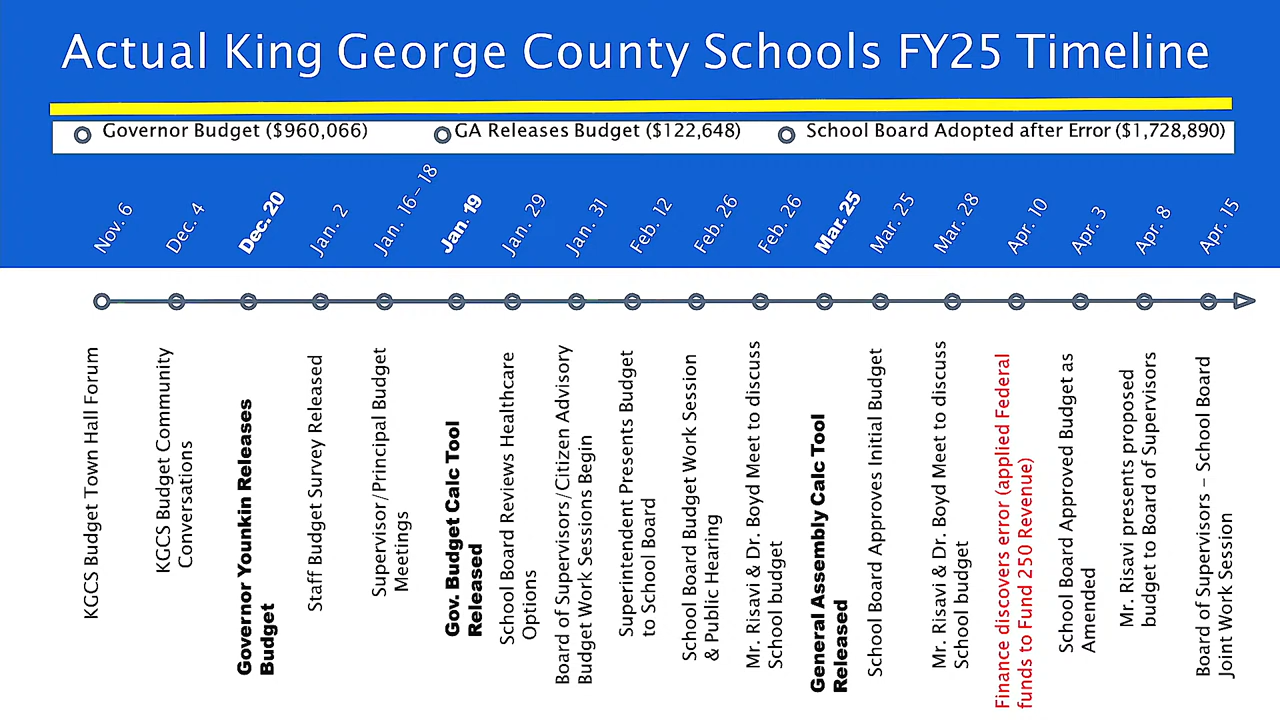 Actual King George County Schools FY25 Timeline
Governor Budget ($960,066)
GA Releases Budget ($122,648)
School Board Adopted after Error ($1,728,890)
Nov. 6
Dec. 4
Dec. 20
Jan. 2
Jan. 16 – 18
Jan. 19
Jan. 29
Jan. 31
Feb. 12
Feb. 26
Feb. 26
Mar. 25
Mar. 25
Mar. 28
Apr. 10
Apr. 3
Apr. 8
Apr. 15
KGCS Budget Town Hall Forum
KGCS Budget Community
Conversations
Governor Younkin Releases
Budget
Staff Budget Survey Released
Supervisor/Principal Budget
Meetings
Gov. Budget Calc Tool
Released
School Board Reviews Healthcare
Options
Board of Supervisors/Citizen Advisory
Budget Work Sessions Begin
Superintendent Presents Budget
to School Board
School Board Budget Work Session
& Public Hearing
Mr. Risavi & Dr. Boyd Meet to discuss
School budget
General Assembly Calc Tool
Released
School Board Approves Initial Budget
Mr. Risavi & Dr. Boyd Meet to discuss
School budget
Finance discovers error (applied Federal
funds to Fund 250 Revenue)
School Board Approved Budget as
Amended
Mr. Risavi presents proposed
budget to Board of Supervisors
Board of Supervisors – School Board
Joint Work Session